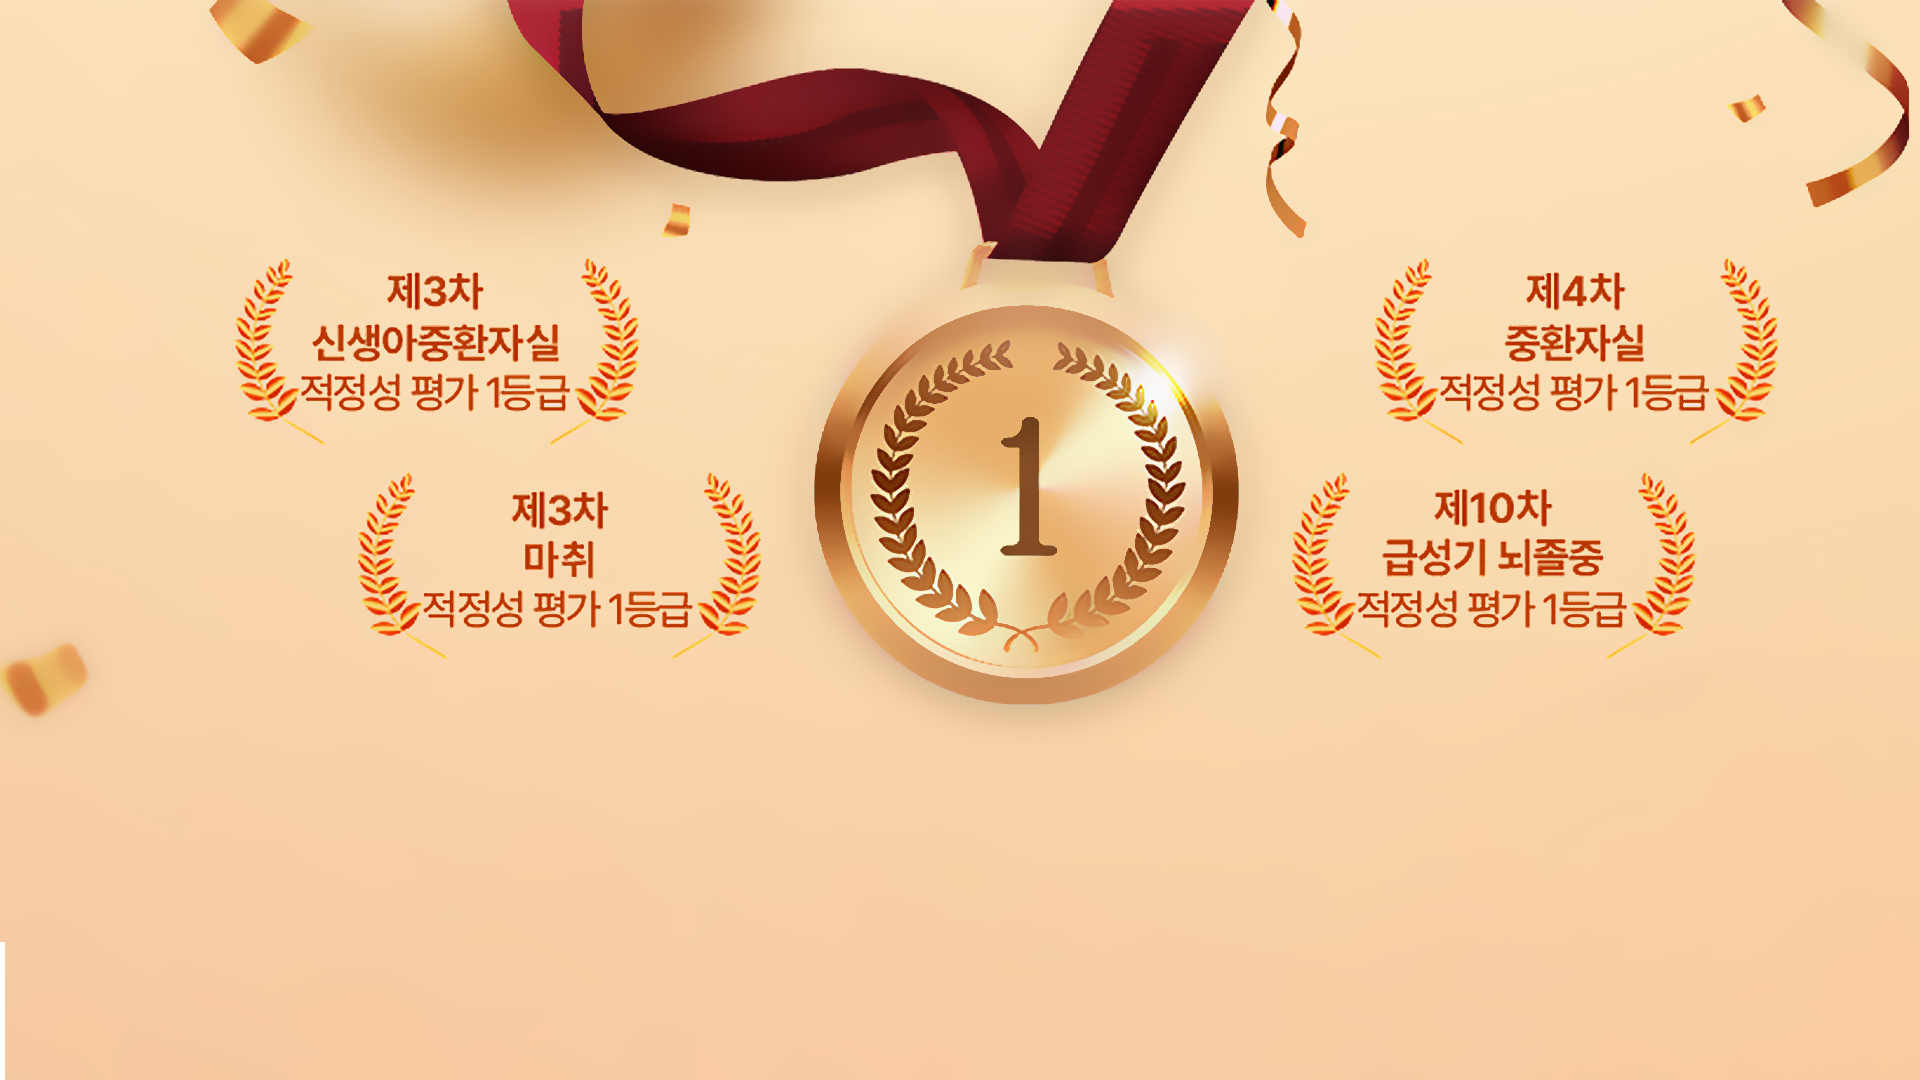 제3차
신생아중환자실
적정성 평가 1등급
제3차
마취
적정성 평가 1등급
1
제4차
중환자실
적정성 평가 1등급
제10차
급성기 뇌졸중
적정성 평가 1등급